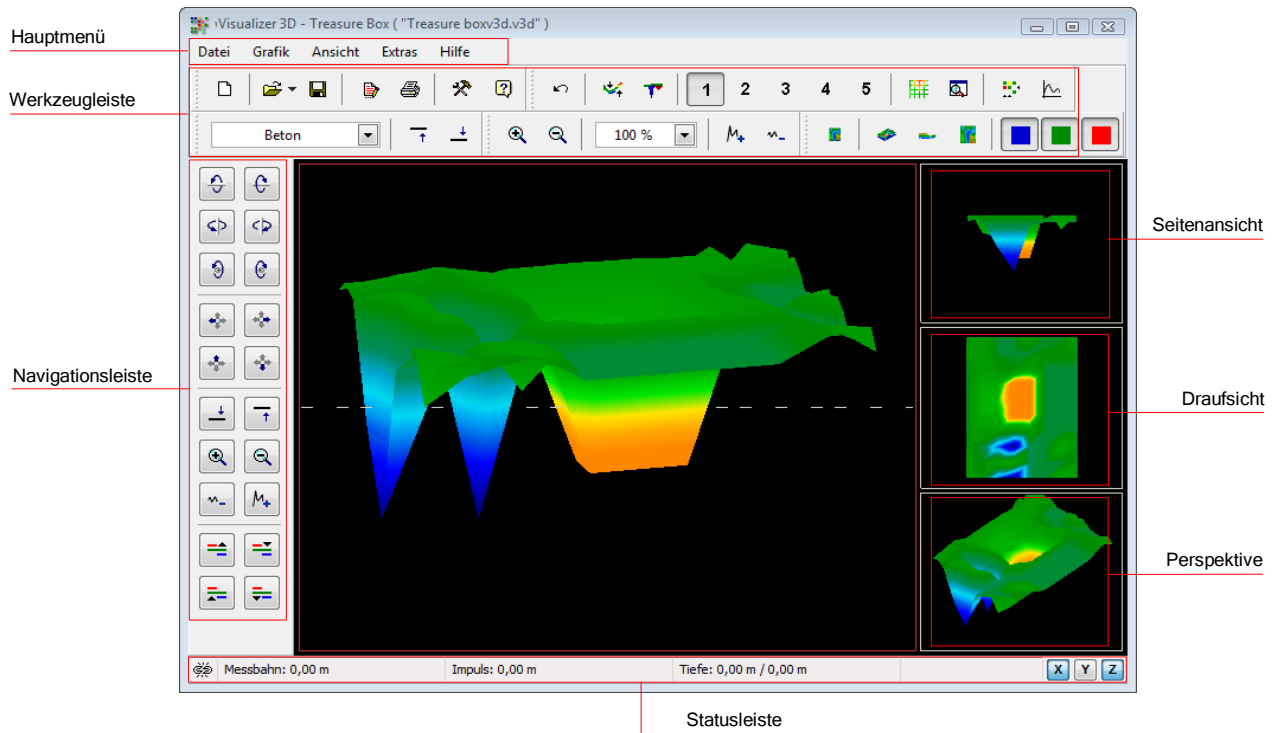 Visualizer 3D - Treasure Box ( "Treasure boxv3d.v3d" )
Hauptmenü
Datei Grafik Ansicht Extras Hilfe
Werkzeugleiste
1 2 3 4 5
Beton 100 %
Seitenansicht
Navigationsleiste
Draufsicht
Perspektive
Messbahn: 0,00 m Impuls: 0,00 m Tiefe: 0,00 m / 0,00 m X Y Z
Statusleiste